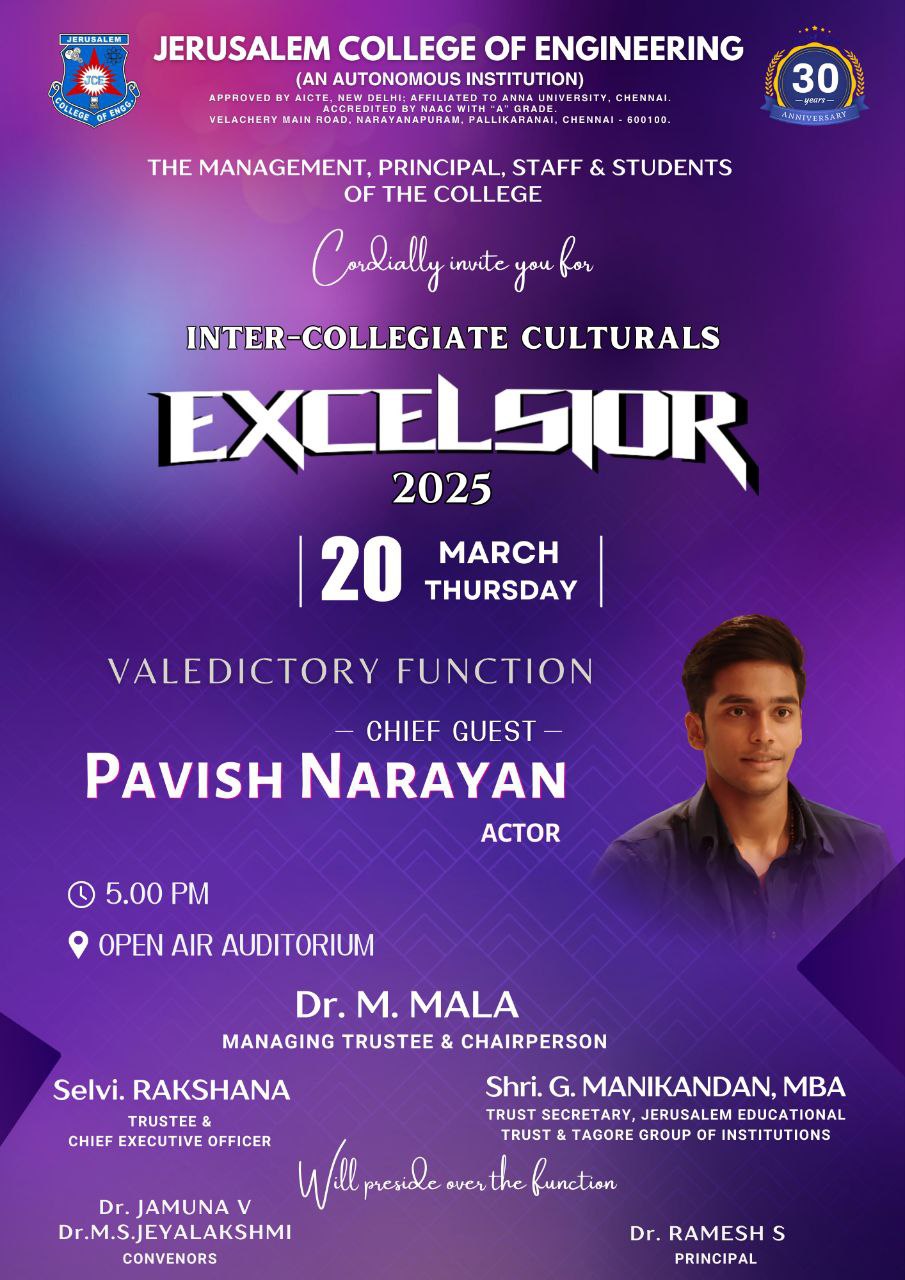 JERUSALEM
JCE
COLLEGE OF ENGG.
JERUSALEM COLLEGE OF ENGINEERING
(AN AUTONOMOUS INSTITUTION)
APPROVED BY AICTE, NEW DELHI; AFFILIATED TO ANNA UNIVERSITY, CHENNAI.
ACCREDITED BY NAAC WITH "A" GRADE.
VELACHERY MAIN ROAD, NARAYANAPURAM, PALLIKARANAI, CHENNAI - 600100.
30
years
ANNIVERSARY
THE MANAGEMENT, PRINCIPAL, STAFF & STUDENTS
OF THE COLLEGE
Cordially invite you for
INTER-COLLEGIATE CULTURALS
EXCELSIOR
2025
20 MARCH
THURSDAY
VALEDICTORY FUNCTION
— CHIEF GUEST —
PAVISH NARAYAN
ACTOR
5.00 PM
OPEN AIR AUDITORIUM
Dr. M. MALA
MANAGING TRUSTEE & CHAIRPERSON
Selvi. RAKSHANA
TRUSTEE &
CHIEF EXECUTIVE OFFICER
Shri. G. MANIKANDAN, MBA
TRUST SECRETARY, JERUSALEM EDUCATIONAL
TRUST & TAGORE GROUP OF INSTITUTIONS
Will preside over the function
Dr. JAMUNA V
Dr.M.S.JEYALAKSHMI
CONVENORS
Dr. RAMESH S
PRINCIPAL